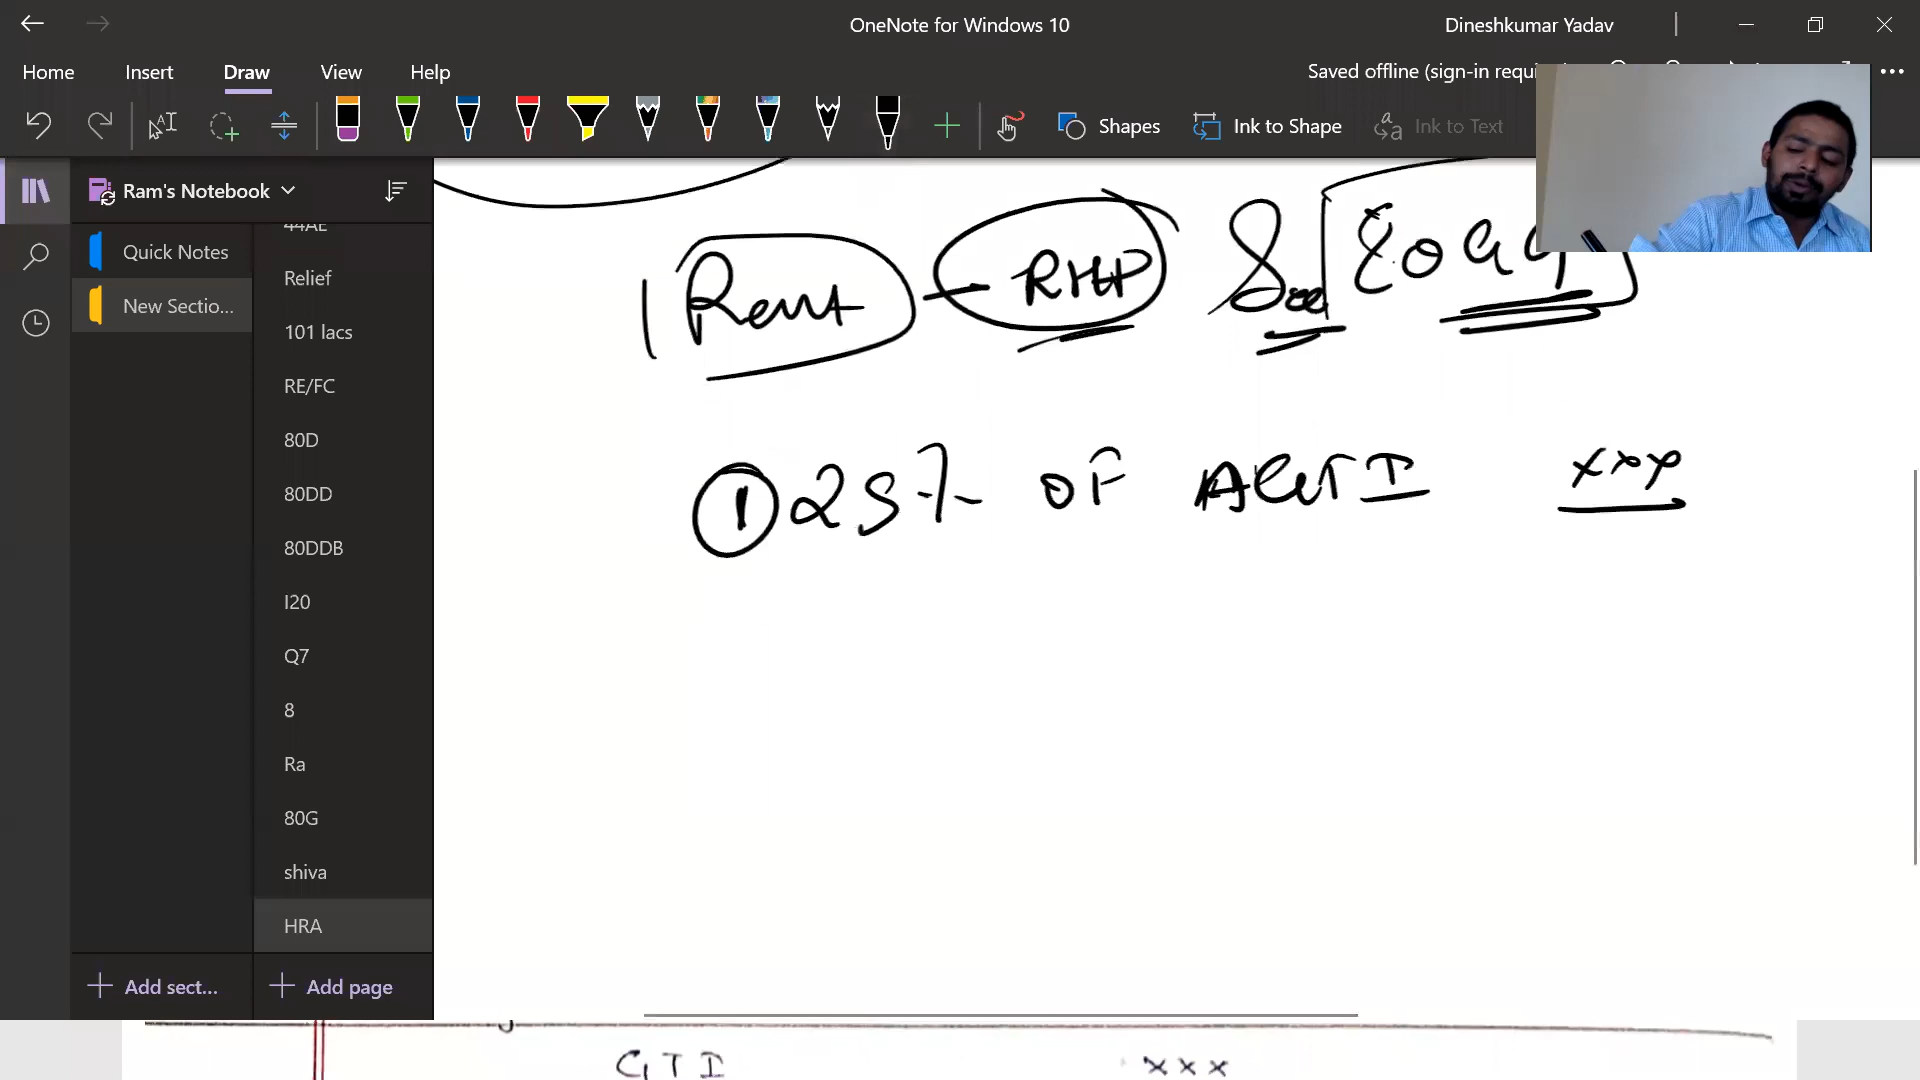 OneNote for Windows 10
Dineshkumar Yadav
Home Insert Draw View Help
Saved offline (sign-in requi
Shapes
Ink to Shape
Ink to Text
Ram's Notebook
Quick Notes
New Sectio...
44AE
Relief
101 lacs
RE/FC
80D
80DD
80DDB
I20
Q7
8
Ra
80G
shiva
HRA
Add sect...
Add page
Rent - RHP
① 25% OF AGTI xxx
GTI xxx